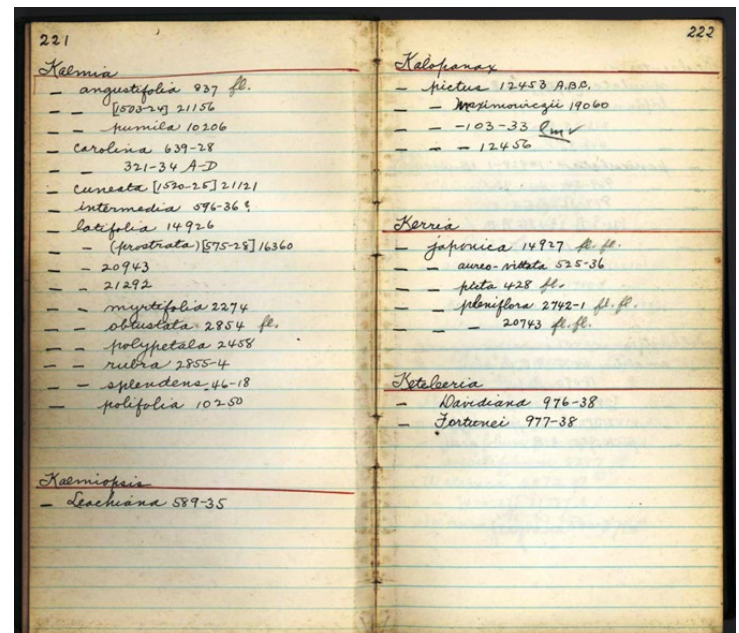 221
Kalmia
– angustifolia 837 fl.
– – [1503-24] 21156
– – pumila 10206
– carolina 639-28
– – 321-34 A-D
– cuneata [1520-25] 21121
– intermedia 596-36?
– latifolia 14926
– – (prostrata) [575-28] 16360
– – 20943
– – 21292
– – myrtifolia 2274
– – obtusata 2854 fl.
– – polypetala 2458
– – rubra 2855-4
– – splendens 46-18
– polifolia 10250
Kalmiopsis
– Leachiana 589-35
222
Kalopanax
– pictus 12453 A.B.C.
– – Maximowiczii 19060
– – -103-33
– – – 12456
Kerria
– japonica 14927 fl. fl.
– – aureo-vittata 525-36
– – picta 428 fl.
– – pleniflora 2742-1 fl. fl.
– – – 20743 fl. fl.
Keteleeria
– Davidiana 976-38
– Fortunei 977-38